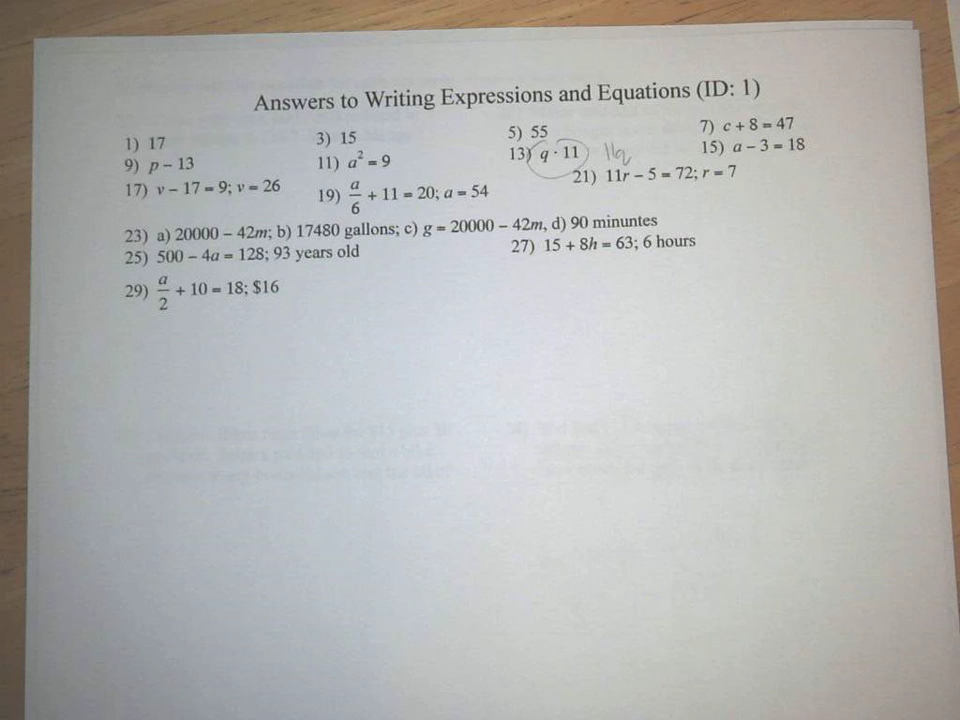 Answers to Writing Expressions and Equations (ID: 1)
1) 17 3) 15 5) 55 7) c + 8 = 47
9) p – 13 11) a² = 9 13) q · 11 11q 15) a – 3 = 18
17) v – 17 = 9; v = 26 19) a/6 + 11 = 20; a = 54 21) 11r – 5 = 72; r = 7
23) a) 20000 – 42m; b) 17480 gallons; c) g = 20000 – 42m, d) 90 minuntes
25) 500 – 4a = 128; 93 years old 27) 15 + 8h = 63; 6 hours
29) a/2 + 10 = 18; $16